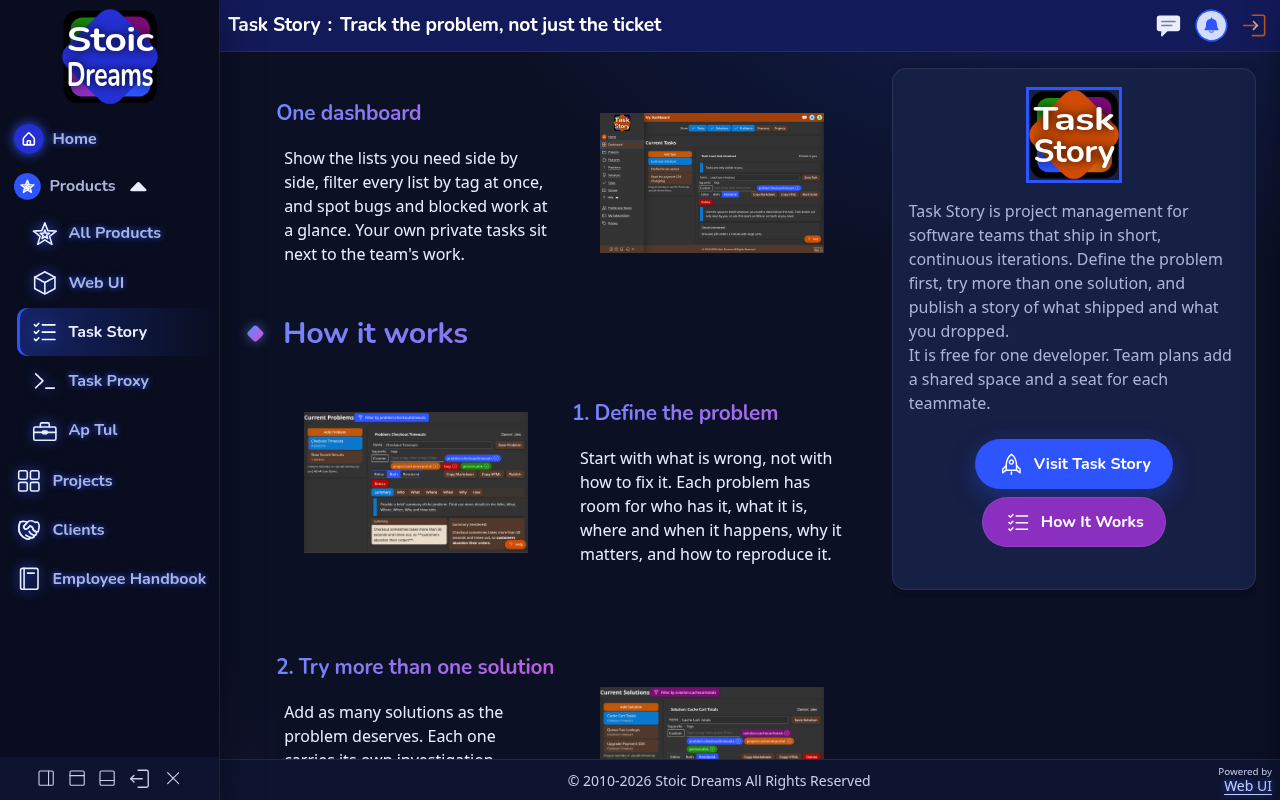 Stoic
Dreams
Home
Products
All Products
Web UI
Task Story
Task Proxy
Ap Tul
Projects
Clients
Employee Handbook
Task Story : Track the problem, not just the ticket
One dashboard
Show the lists you need side by
side, filter every list by tag at once,
and spot bugs and blocked work at
a glance. Your own private tasks sit
next to the team's work.
How it works
Current Problems
1. Define the problem
Start with what is wrong, not with
how to fix it. Each problem has
room for who has it, what it is,
where and when it happens, why it
matters, and how to reproduce it.
2. Try more than one solution
Add as many solutions as the
problem deserves. Each one
carries its own investigation
Current Solutions
Task
Story
Task Story is project management for
software teams that ship in short,
continuous iterations. Define the problem
first, try more than one solution, and
publish a story of what shipped and what
you dropped.
It is free for one developer. Team plans add
a shared space and a seat for each
teammate.
Visit Task Story
How It Works
© 2010-2026 Stoic Dreams All Rights Reserved
Powered by
Web UI